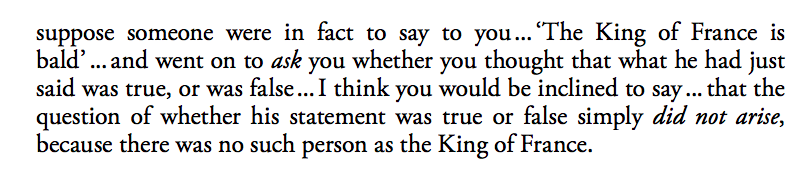 suppose someone were in fact to say to you … ‘The King of France is
bald’ … and went on to ask you whether you thought that what he had just
said was true, or was false … I think you would be inclined to say … that the
question of whether his statement was true or false simply did not arise,
because there was no such person as the King of France.